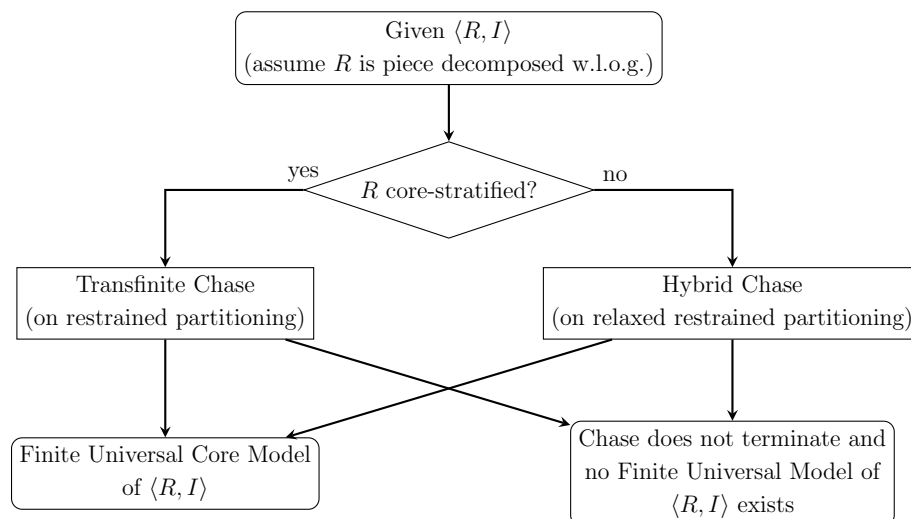 Given ⟨R, I⟩
(assume R is piece decomposed w.l.o.g.)
yes
R core-stratified?
no
Transfinite Chase
(on restrained partitioning)
Hybrid Chase
(on relaxed restrained partitioning)
Finite Universal Core Model
of ⟨R, I⟩
Chase does not terminate and
no Finite Universal Model of
⟨R, I⟩ exists